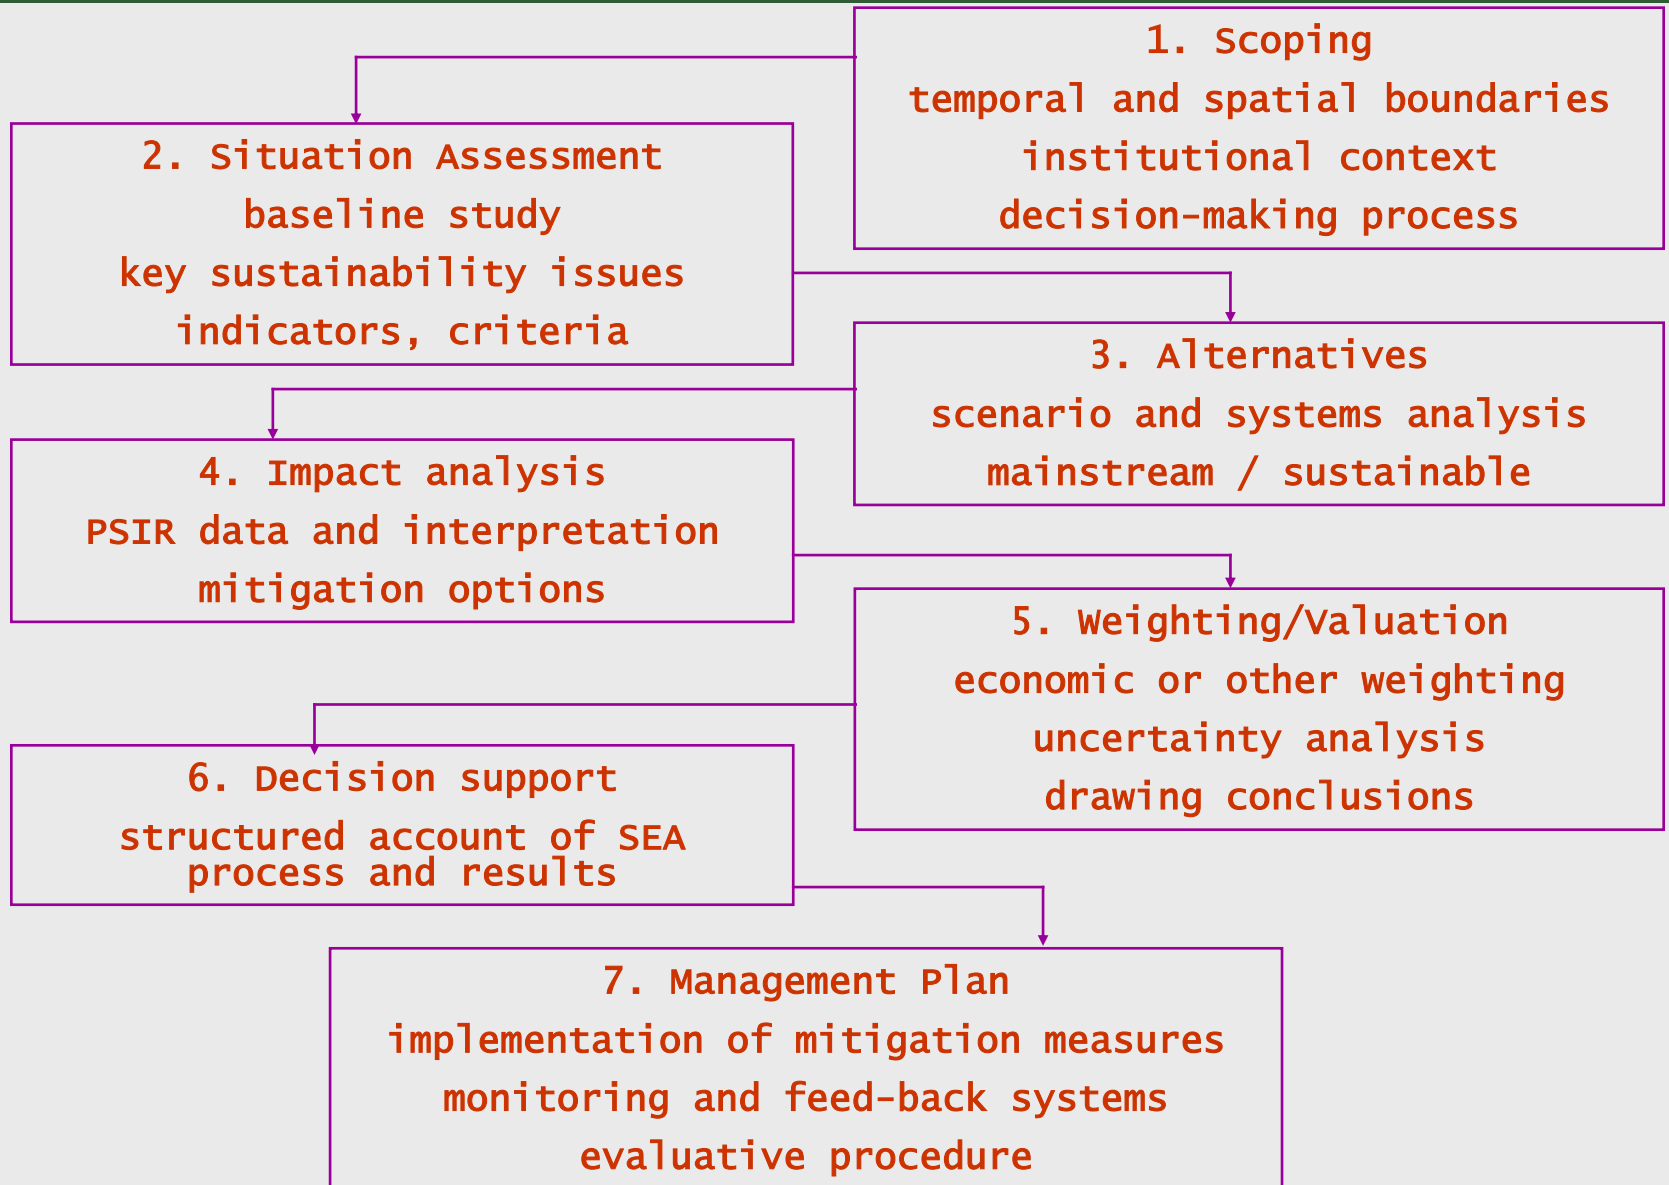 1. Scoping
temporal and spatial boundaries
institutional context
decision-making process
2. Situation Assessment
baseline study
key sustainability issues
indicators, criteria
3. Alternatives
scenario and systems analysis
mainstream / sustainable
4. Impact analysis
PSIR data and interpretation
mitigation options
5. Weighting/Valuation
economic or other weighting
uncertainty analysis
drawing conclusions
6. Decision support
structured account of SEA
process and results
7. Management Plan
implementation of mitigation measures
monitoring and feed-back systems
evaluative procedure